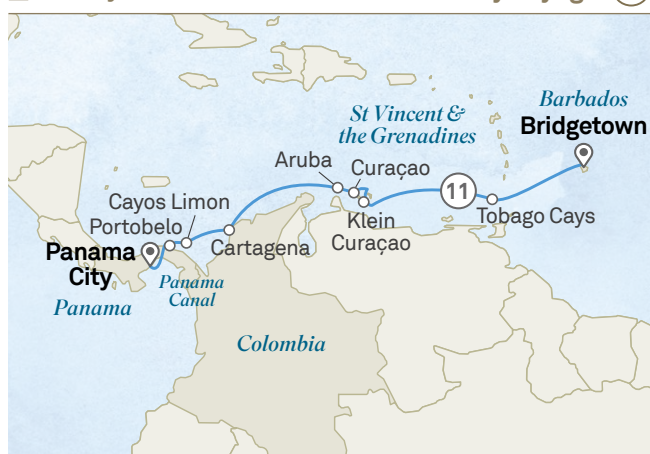 St Vincent &
the Grenadines
Barbados
Bridgetown
Aruba
Curaçao
11
Tobago Cays
Klein
Curaçao
Cayos Limon
Portobelo
Cartagena
Panama
City
Panama
Canal
Panama
Colombia